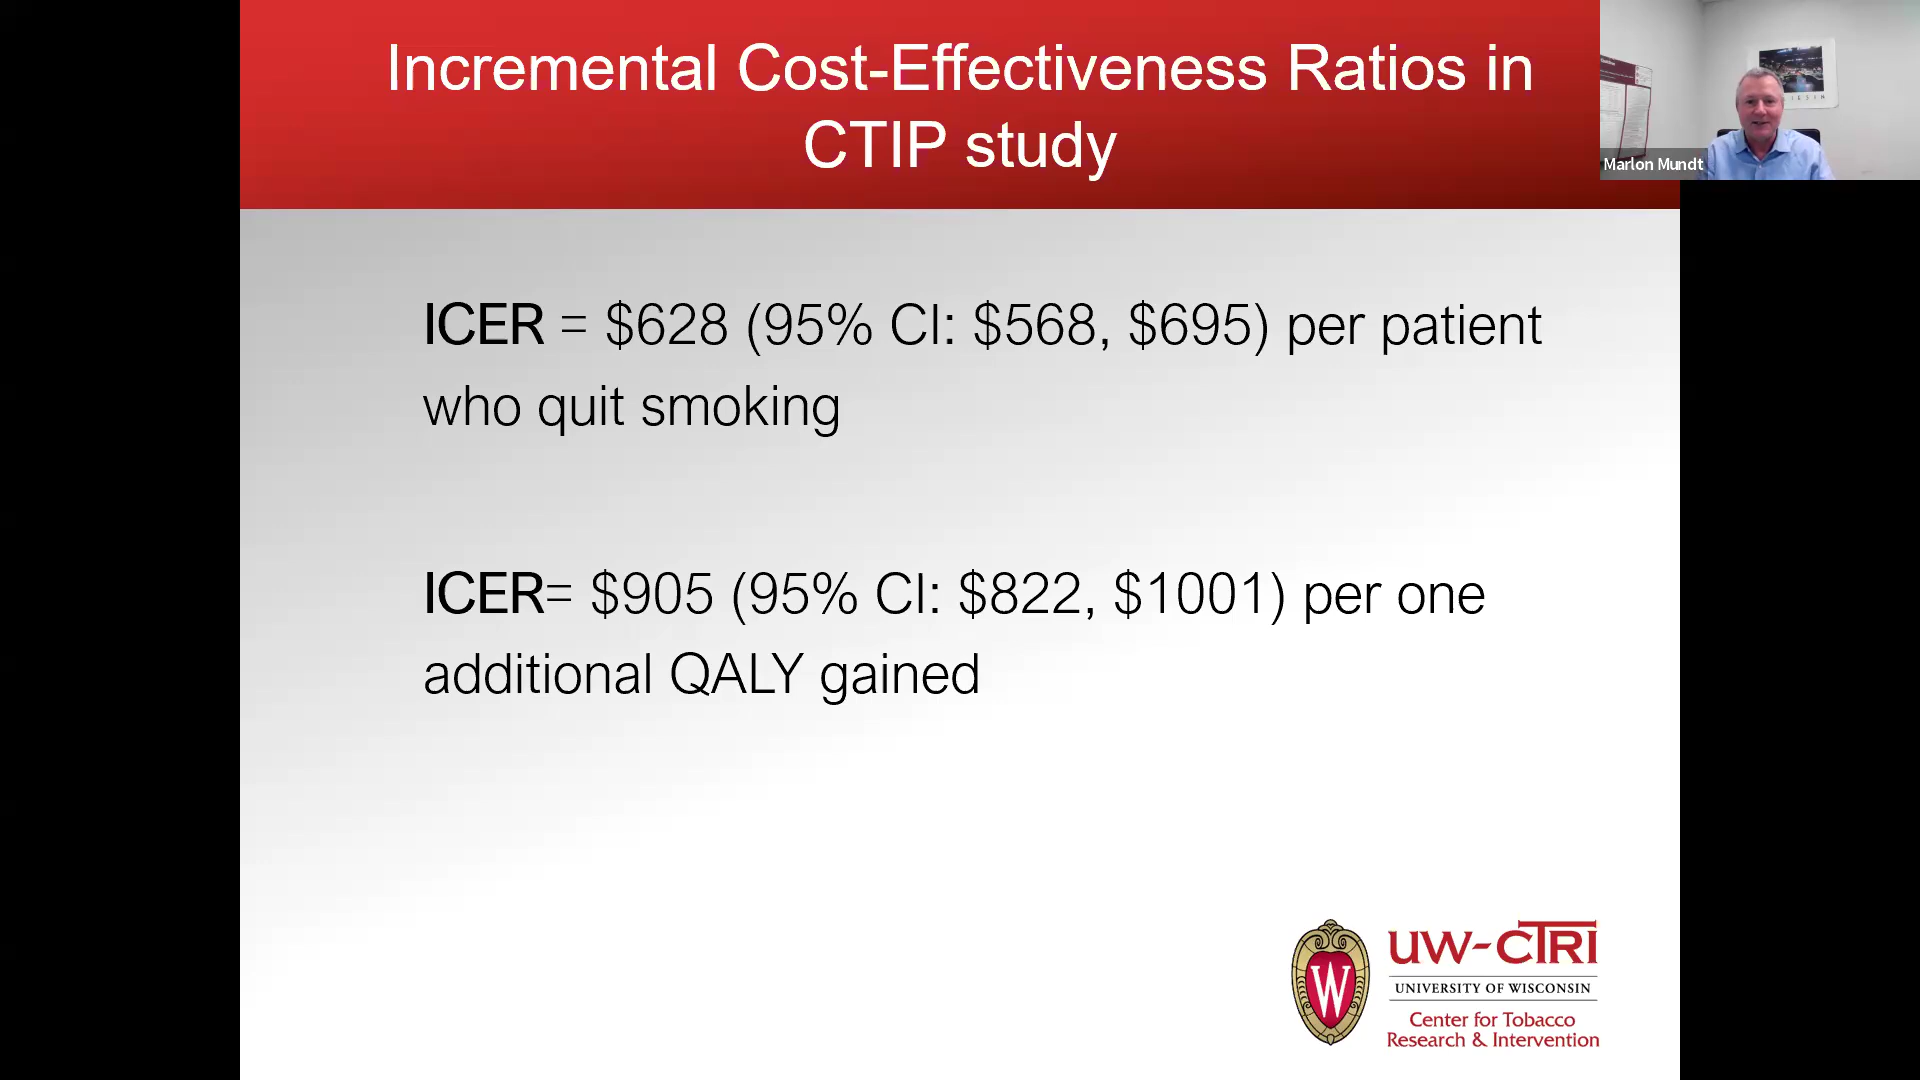 Incremental Cost-Effectiveness Ratios in
CTIP study
Marlon Mundt
ICER = $628 (95% CI: $568, $695) per patient
who quit smoking
ICER= $905 (95% CI: $822, $1001) per one
additional QALY gained
W
UW-CTRI
UNIVERSITY OF WISCONSIN
Center for Tobacco
Research & Intervention